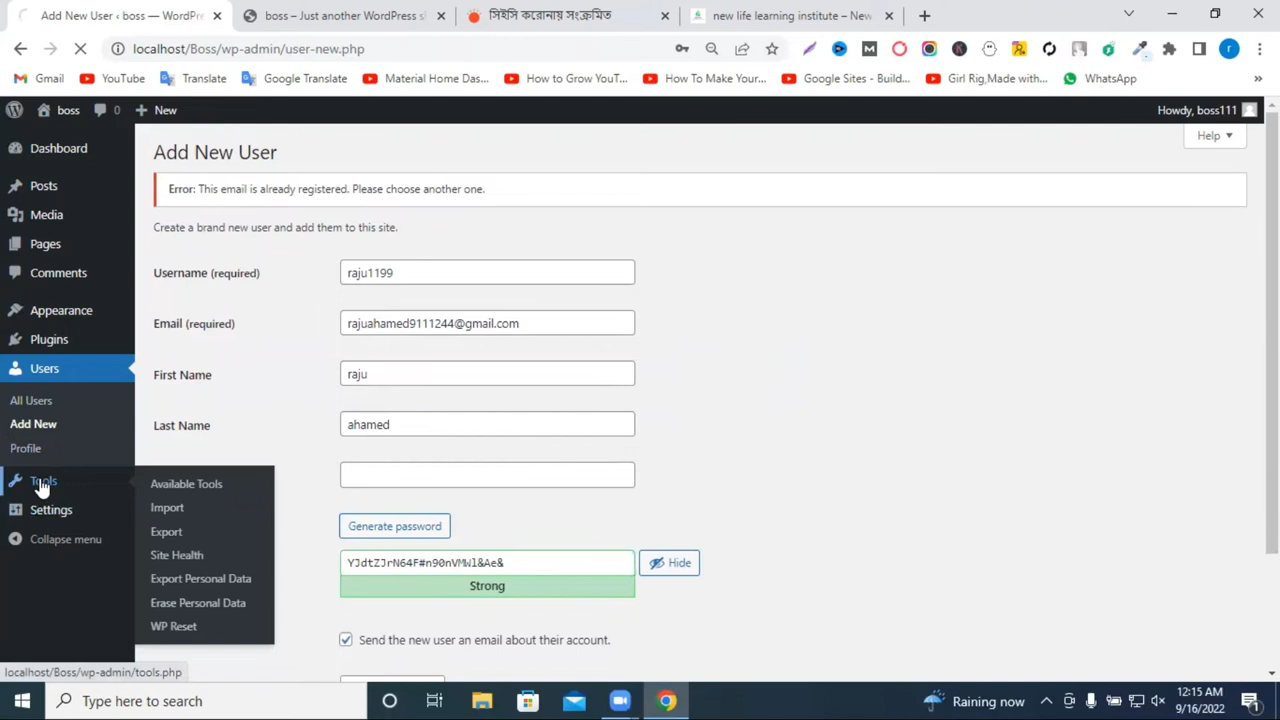 Add New User ‹ boss — WordPre
boss – Just another WordPress s
সিইসি করোনায় সংক্রমিত
new life learning institute – New
localhost/Boss/wp-admin/user-new.php
Gmail
YouTube
Translate
Google Translate
Material Home Das...
How to Grow YouT...
How To Make Your...
Google Sites - Build...
Girl Rig,Made with...
WhatsApp
boss
0
New
Howdy, boss111
Dashboard
Posts
Media
Pages
Comments
Appearance
Plugins
Users
All Users
Add New
Profile
Tools
Settings
Collapse menu
Available Tools
Import
Export
Site Health
Export Personal Data
Erase Personal Data
WP Reset
Help
Add New User
Error: This email is already registered. Please choose another one.
Create a brand new user and add them to this site.
Username (required)
raju1199
Email (required)
rajuahamed9111244@gmail.com
First Name
raju
Last Name
ahamed
Generate password
YJdtZJrN64F#n90nVMWl&Ae&
Hide
Strong
Send the new user an email about their account.
localhost/Boss/wp-admin/tools.php
Type here to search
Raining now
12:15 AM
9/16/2022
1